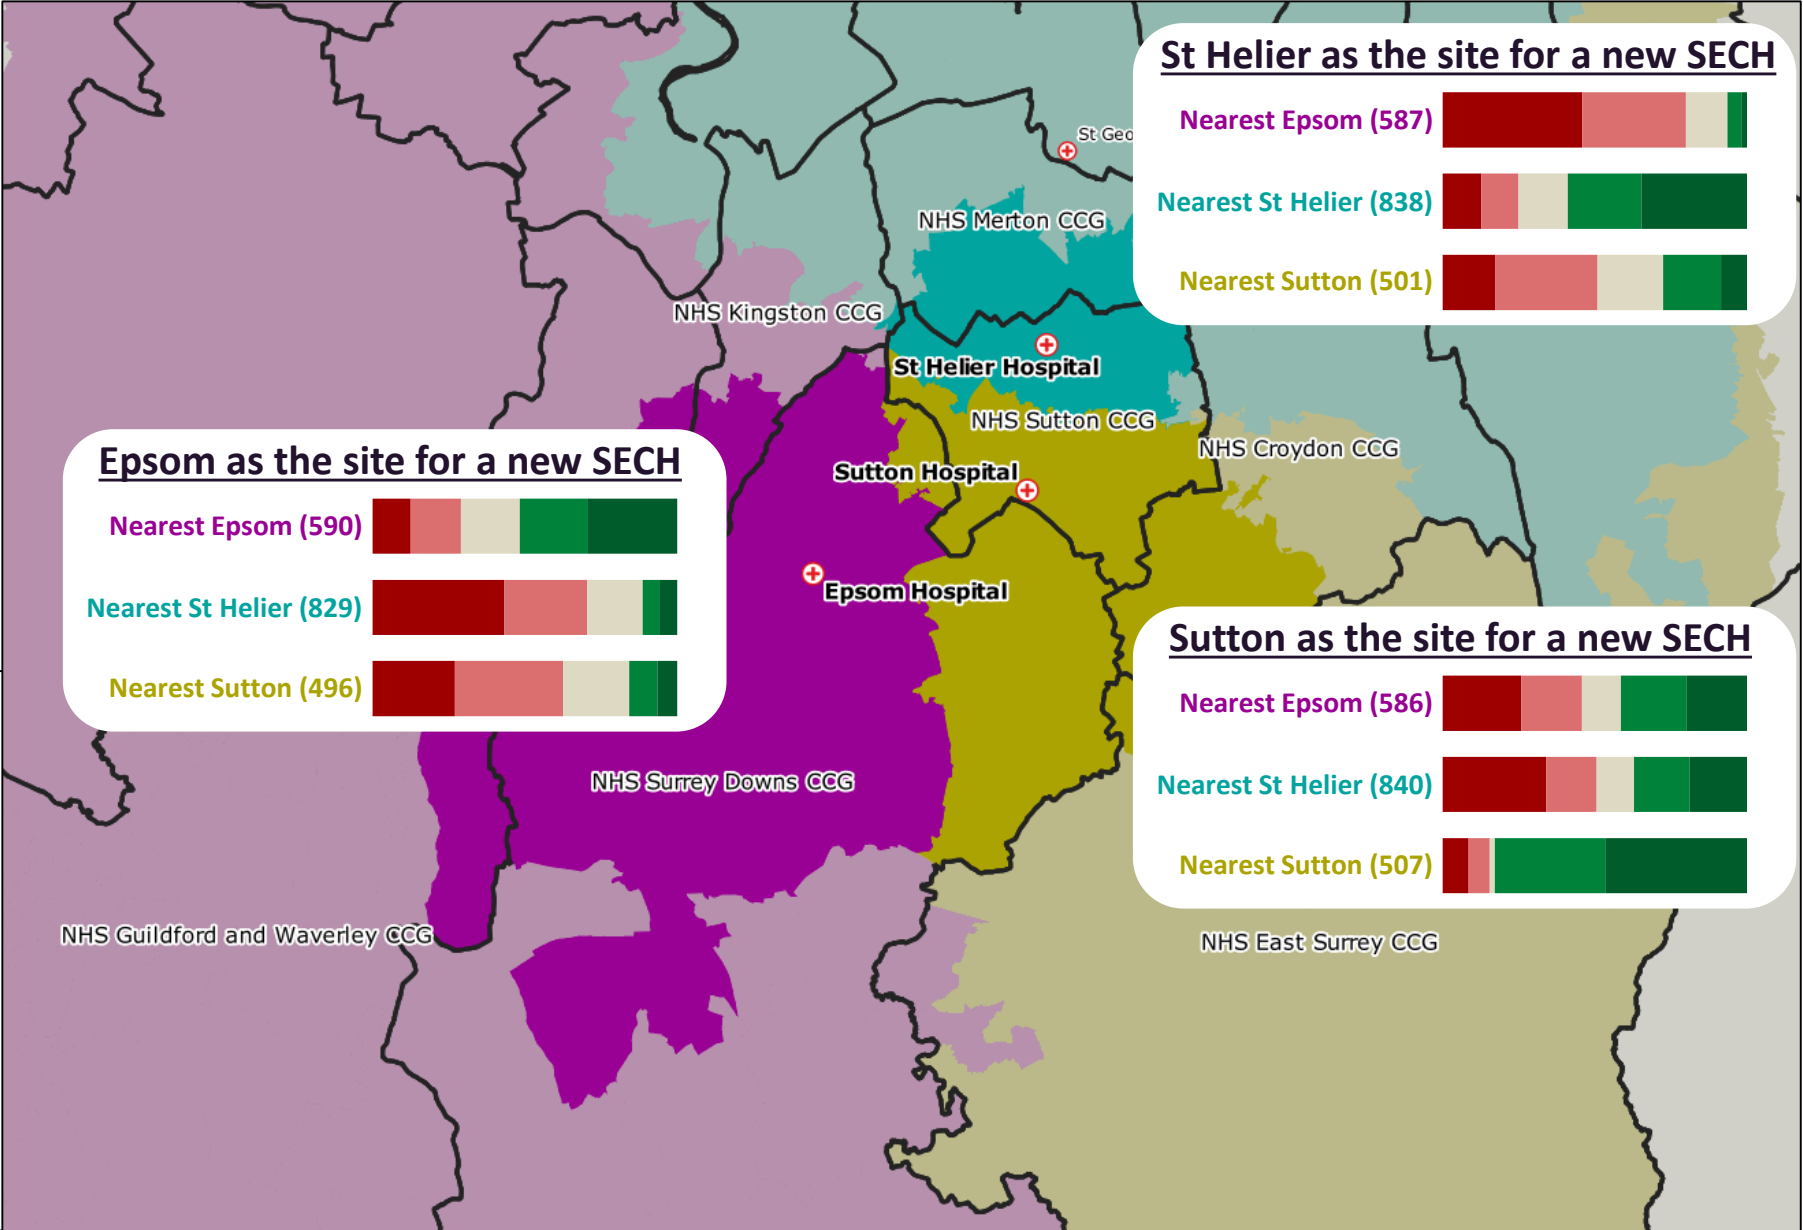 St Helier as the site for a new SECH
Nearest Epsom (587)
St Geo
Nearest St Helier (838)
NHS Merton CCG
Nearest Sutton (501)
NHS Kingston CCG
St Helier Hospital
NHS Sutton CCG
NHS Croydon CCG
Epsom as the site for a new SECH
Sutton Hospital
Nearest Epsom (590)
Epsom Hospital
Nearest St Helier (829)
Sutton as the site for a new SECH
Nearest Sutton (496)
Nearest Epsom (586)
NHS Surrey Downs CCG
Nearest St Helier (840)
Nearest Sutton (507)
NHS Guildford and Waverley CCG
NHS East Surrey CCG